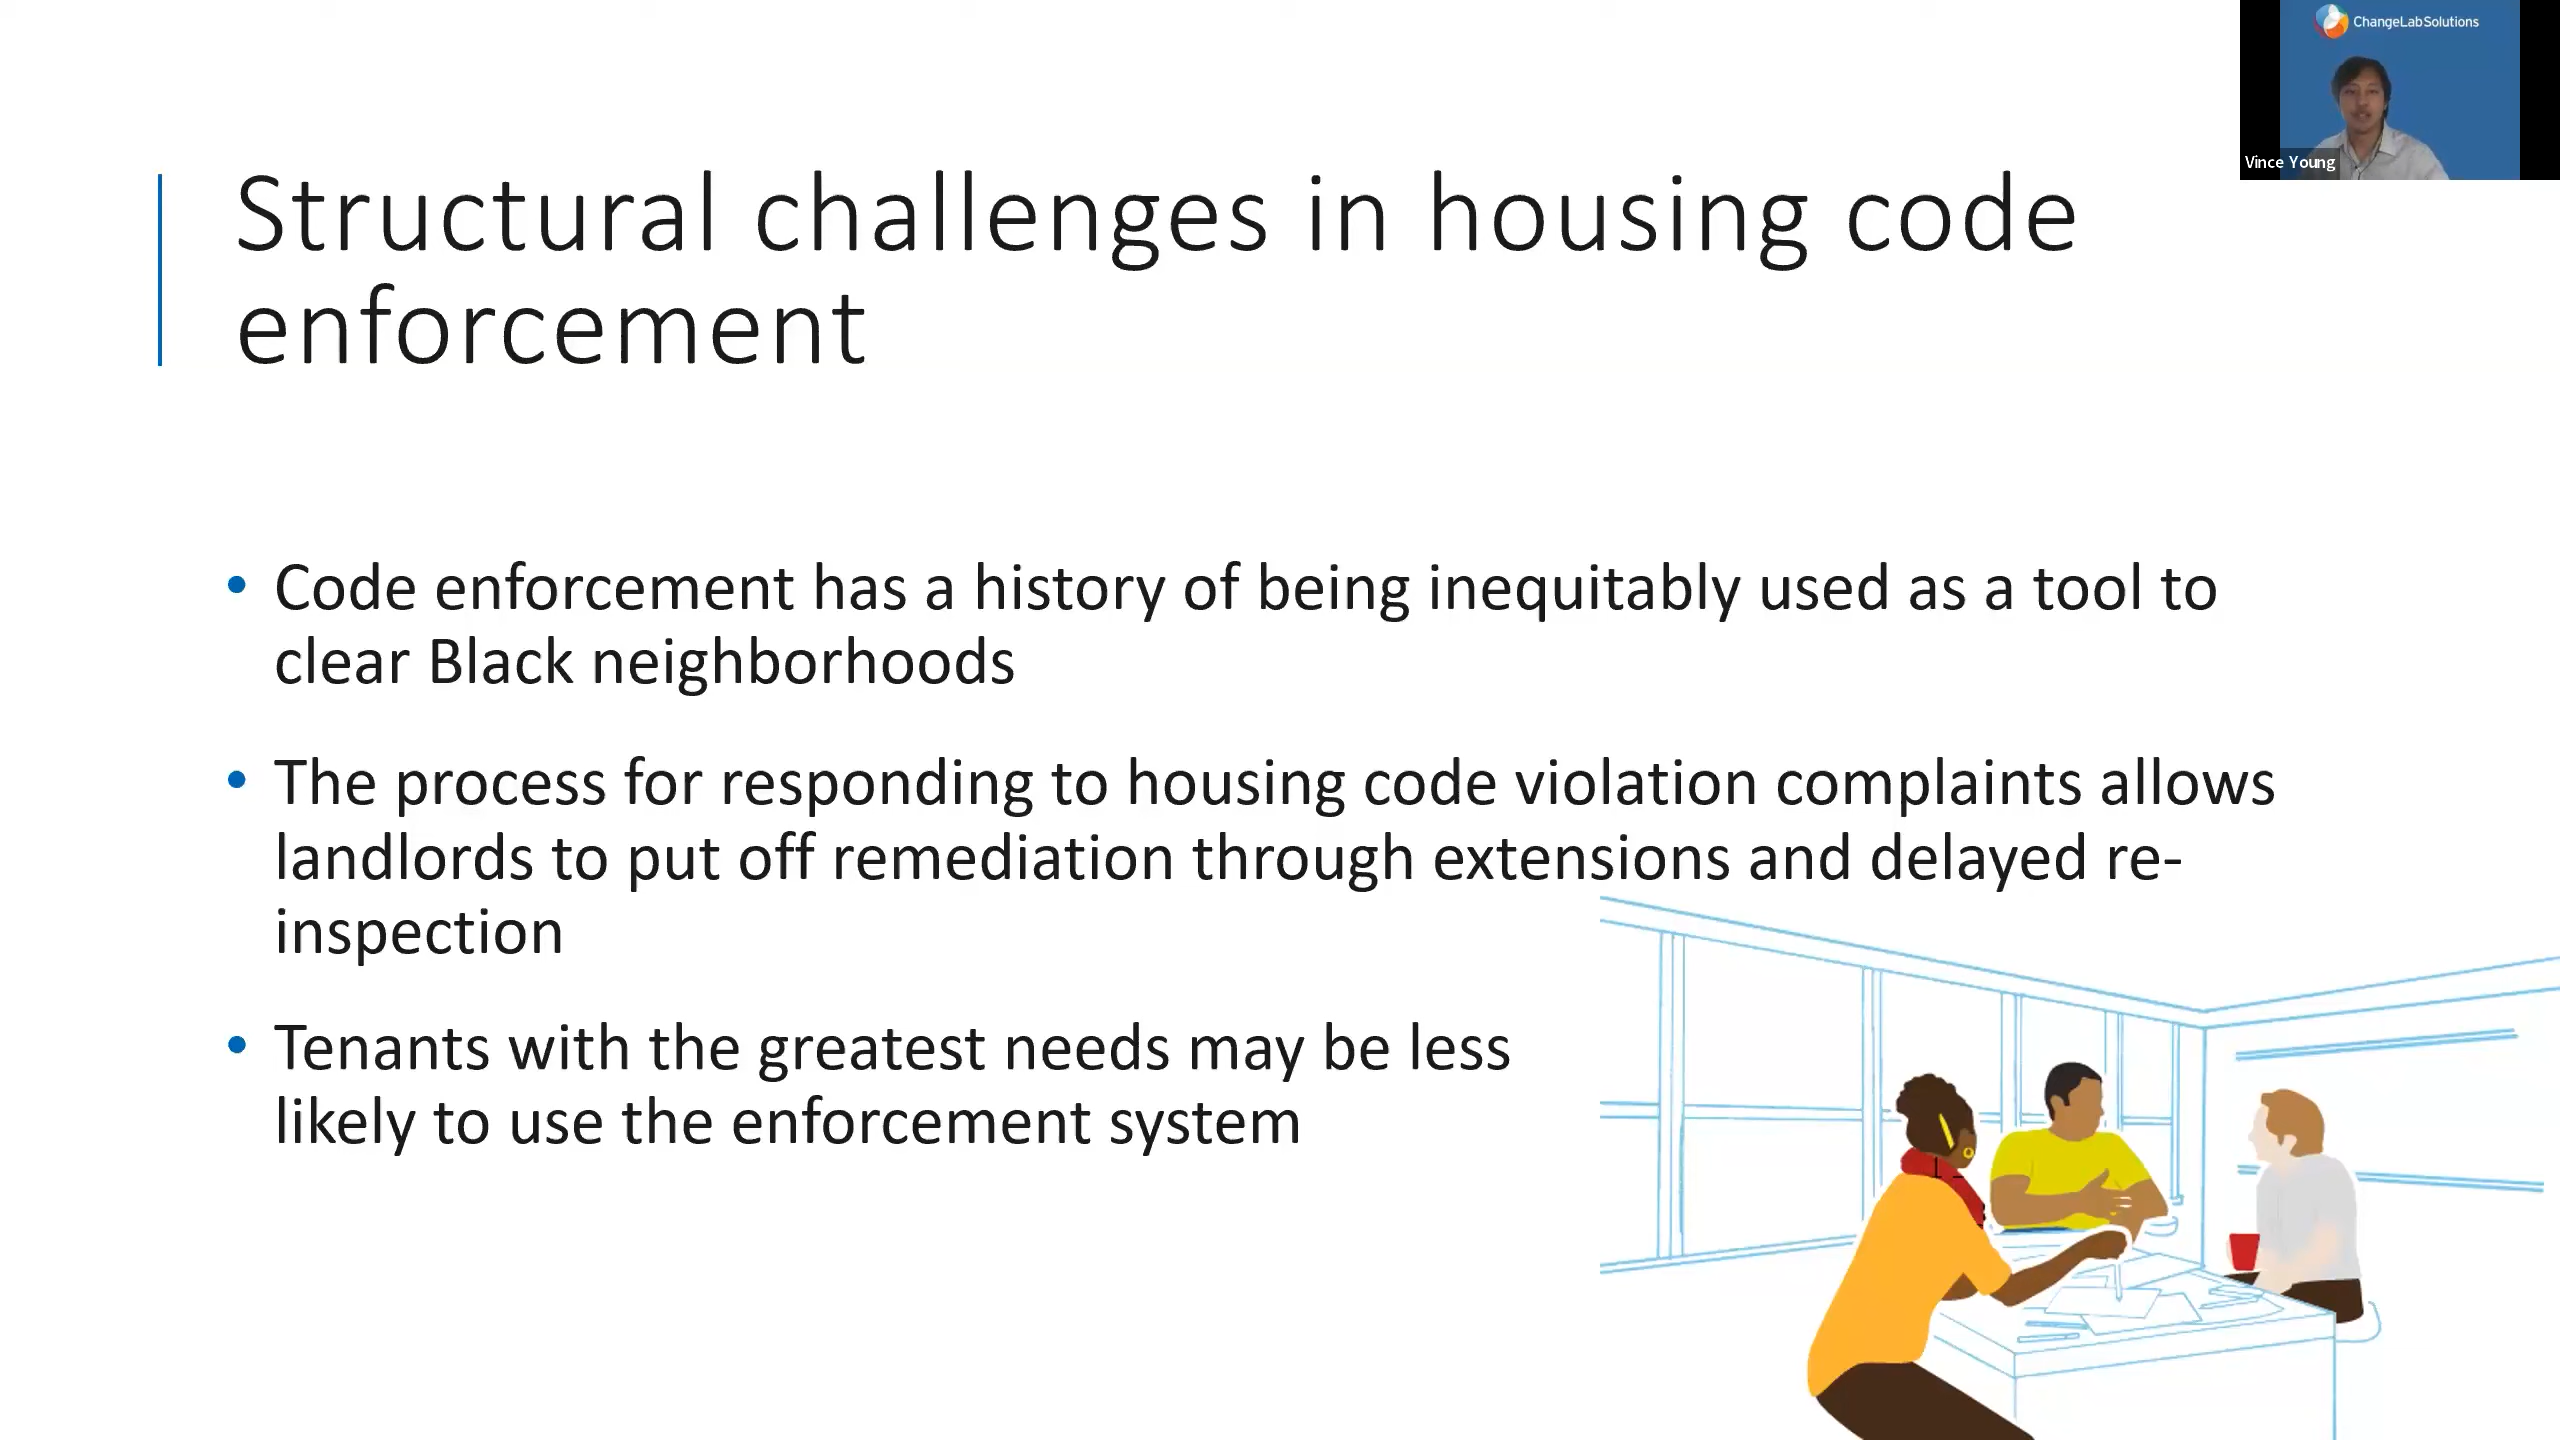 ChangeLabSolutions
Vince Young
Structural challenges in housing code
enforcement
• Code enforcement has a history of being inequitably used as a tool to
clear Black neighborhoods
• The process for responding to housing code violation complaints allows
landlords to put off remediation through extensions and delayed re-
inspection
• Tenants with the greatest needs may be less
likely to use the enforcement system